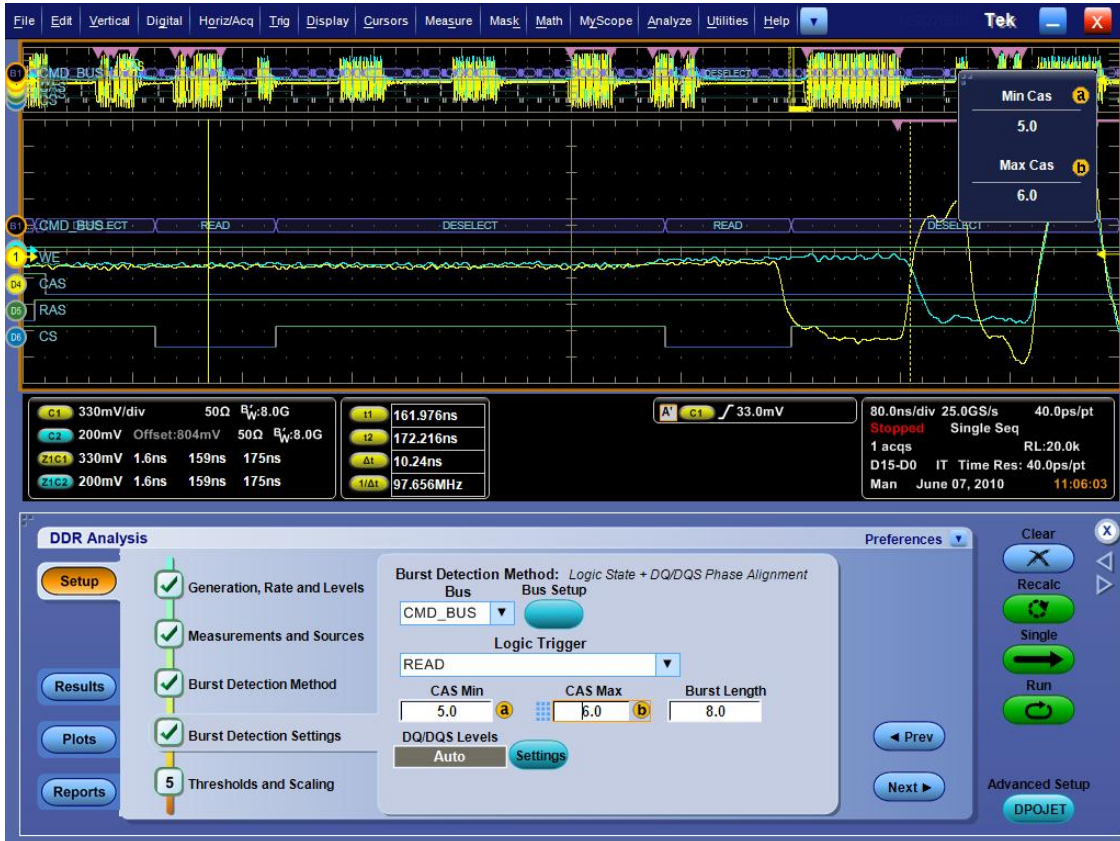 File Edit Vertical Digital Horiz/Acq Trig Display Cursors Measure Mask Math MyScope Analyze Utilities Help Tek X
B1 CMD_BUS DESELECT
Min Cas a
5.0
Max Cas b
6.0
B1 CMD_BUS DESELECT READ DESELECT READ DESELECT
1 WE
D4 CAS
D5 RAS
D6 CS
C1 330mV/div 50Ω BW:8.0G
C2 200mV Offset:804mV 50Ω BW:8.0G
Z1C1 330mV 1.6ns 159ns 175ns
Z1C2 200mV 1.6ns 159ns 175ns
t1 161.976ns
t2 172.216ns
Δt 10.24ns
1/Δt 97.656MHz
A' C1 33.0mV
80.0ns/div 25.0GS/s 40.0ps/pt
Stopped Single Seq
1 acqs RL:20.0k
D15-D0 IT Time Res: 40.0ps/pt
Man June 07, 2010 11:06:03
DDR Analysis
Preferences
Setup
Results
Plots
Reports
Generation, Rate and Levels
Measurements and Sources
Burst Detection Method
Burst Detection Settings
5 Thresholds and Scaling
Burst Detection Method: Logic State + DQ/DQS Phase Alignment
Bus Bus Setup
CMD_BUS
Logic Trigger
READ
CAS Min CAS Max Burst Length
5.0 a 6.0 b 8.0
DQ/DQS Levels
Auto Settings
Prev
Next
Clear X
Recalc
Single
Run
Advanced Setup
DPOJET